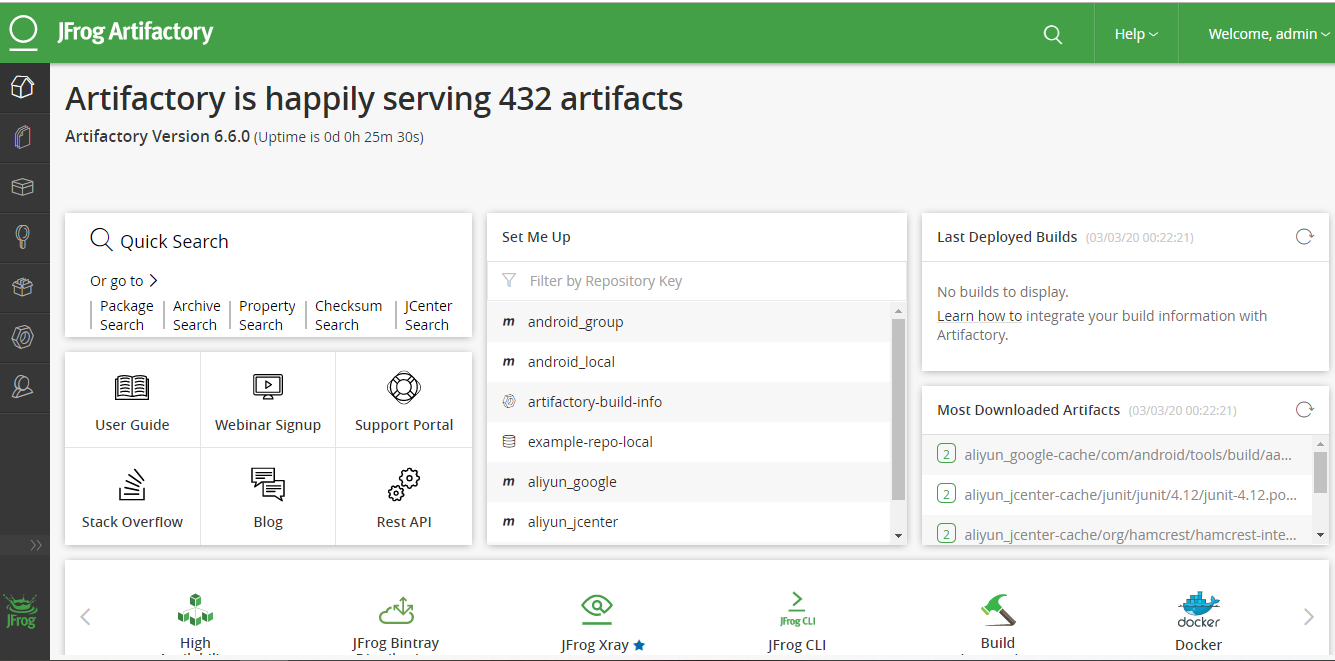 JFrog Artifactory
Help
Welcome, admin
Artifactory is happily serving 432 artifacts
Artifactory Version 6.6.0 (Uptime is 0d 0h 25m 30s)
Quick Search
Or go to
Package Search
Archive Search
Property Search
Checksum Search
JCenter Search
User Guide
Webinar Signup
Support Portal
Stack Overflow
Blog
Rest API
Set Me Up
Filter by Repository Key
m android_group
m android_local
artifactory-build-info
example-repo-local
m aliyun_google
m aliyun_jcenter
Last Deployed Builds (03/03/20 00:22:21)
No builds to display.
Learn how to integrate your build information with
Artifactory.
Most Downloaded Artifacts (03/03/20 00:22:21)
2 aliyun_google-cache/com/android/tools/build/aa...
2 aliyun_jcenter-cache/junit/junit/4.12/junit-4.12.po...
2 aliyun_jcenter-cache/org/hamcrest/hamcrest-inte...
JFrog
High
JFrog Bintray
JFrog Xray
JFrog CLI
JFrog CLI
Build
docker
Docker